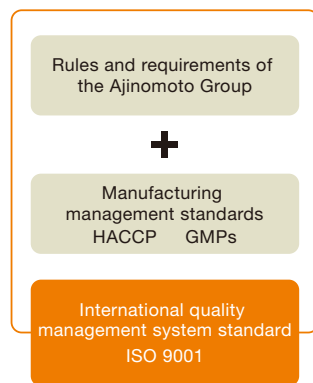 Rules and requirements of
the Ajinomoto Group
+
Manufacturing
management standards
HACCP GMPs
International quality
management system standard
ISO 9001